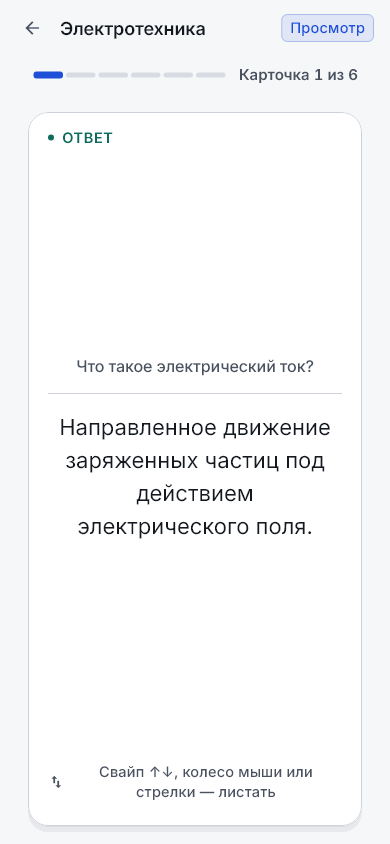 Электротехника
Просмотр
Карточка 1 из 6
ОТВЕТ
Что такое электрический ток?
Направленное движение
заряженных частиц под
действием
электрического поля.
Свайп ↑↓, колесо мыши или
стрелки — листать